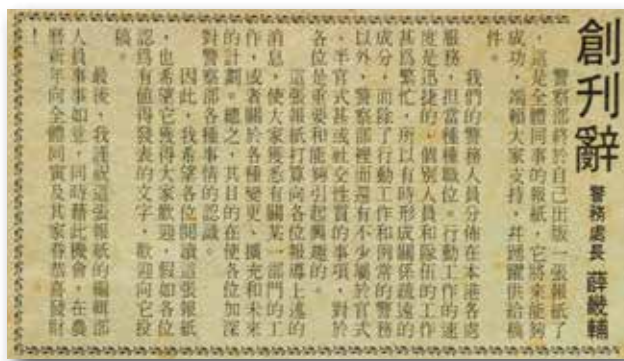 創刊辭
警務處長 薛畿輔
警察部終於自己出版一張報紙了
，這是全體同事的報紙，它將來能夠
成功，端賴大家支持，幷踴躍供給稿
件。
我們的警務人員分佈在本港各處
服務，担當種種職位。行動工作的速
度是迅捷的，個別人員和隊伍的工作
甚爲繁忙，所以有時形成關係疏遠的
成分，而除了行動工作和例常的警務
以外，警察部裡面還有不少屬於官式
，半官式甚或社交性質的事項，對於
各位是重要和能夠引起興趣的。
這張報紙打算向各位報導上述的
消息，使大家獲悉有關某一部門的工
作，或者關於各種變更、擴充和未來
的計劃。總之，其目的在使各位加深
對警察部各種事情的認識。
因此，我希望各位閱讀這張報紙
，也希望它獲得大家歡迎，假如各位
認爲有値得發表的文字，歡迎向它投
稿。
最後，我謹祝這張報紙的編輯部
人員事事如意，同時藉此機會，在農
曆新年向全體同寅及其家眷恭喜發財
！